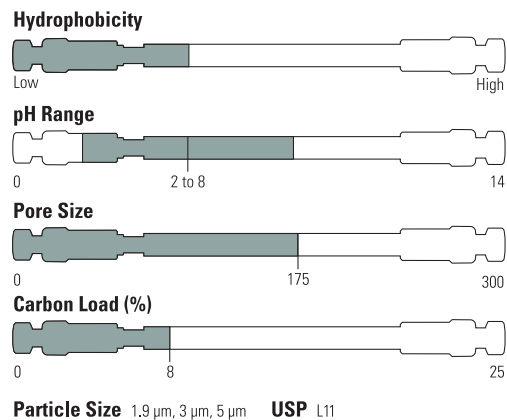 Hydrophobicity
Low High
pH Range
0 2 to 8 14
Pore Size
0 175 300
Carbon Load (%)
0 8 25
Particle Size 1.9 µm, 3 µm, 5 µm USP L11